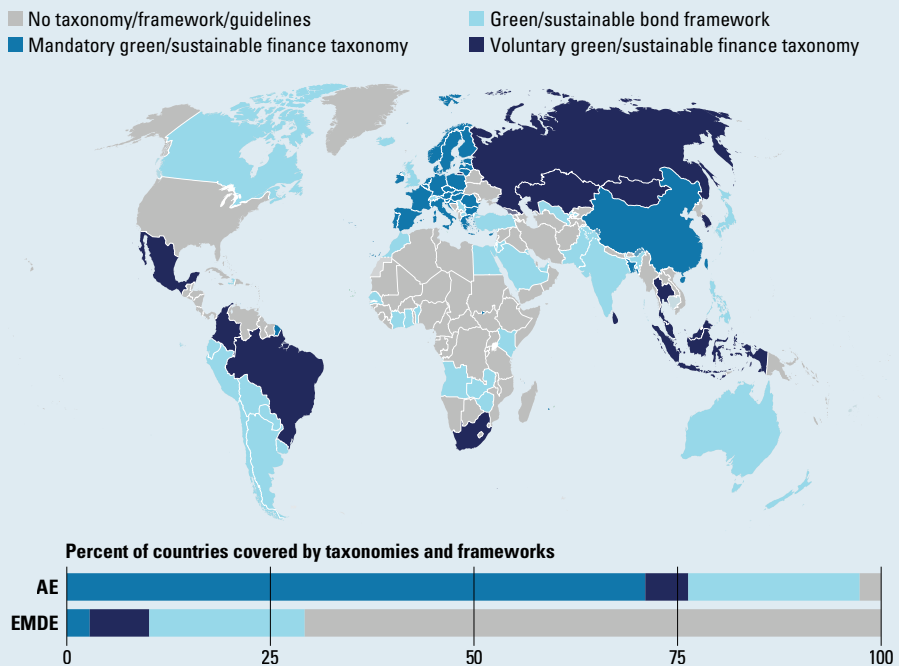 No taxonomy/framework/guidelines
Mandatory green/sustainable finance taxonomy
Green/sustainable bond framework
Voluntary green/sustainable finance taxonomy
Percent of countries covered by taxonomies and frameworks
AE
EMDE
0 25 50 75 100